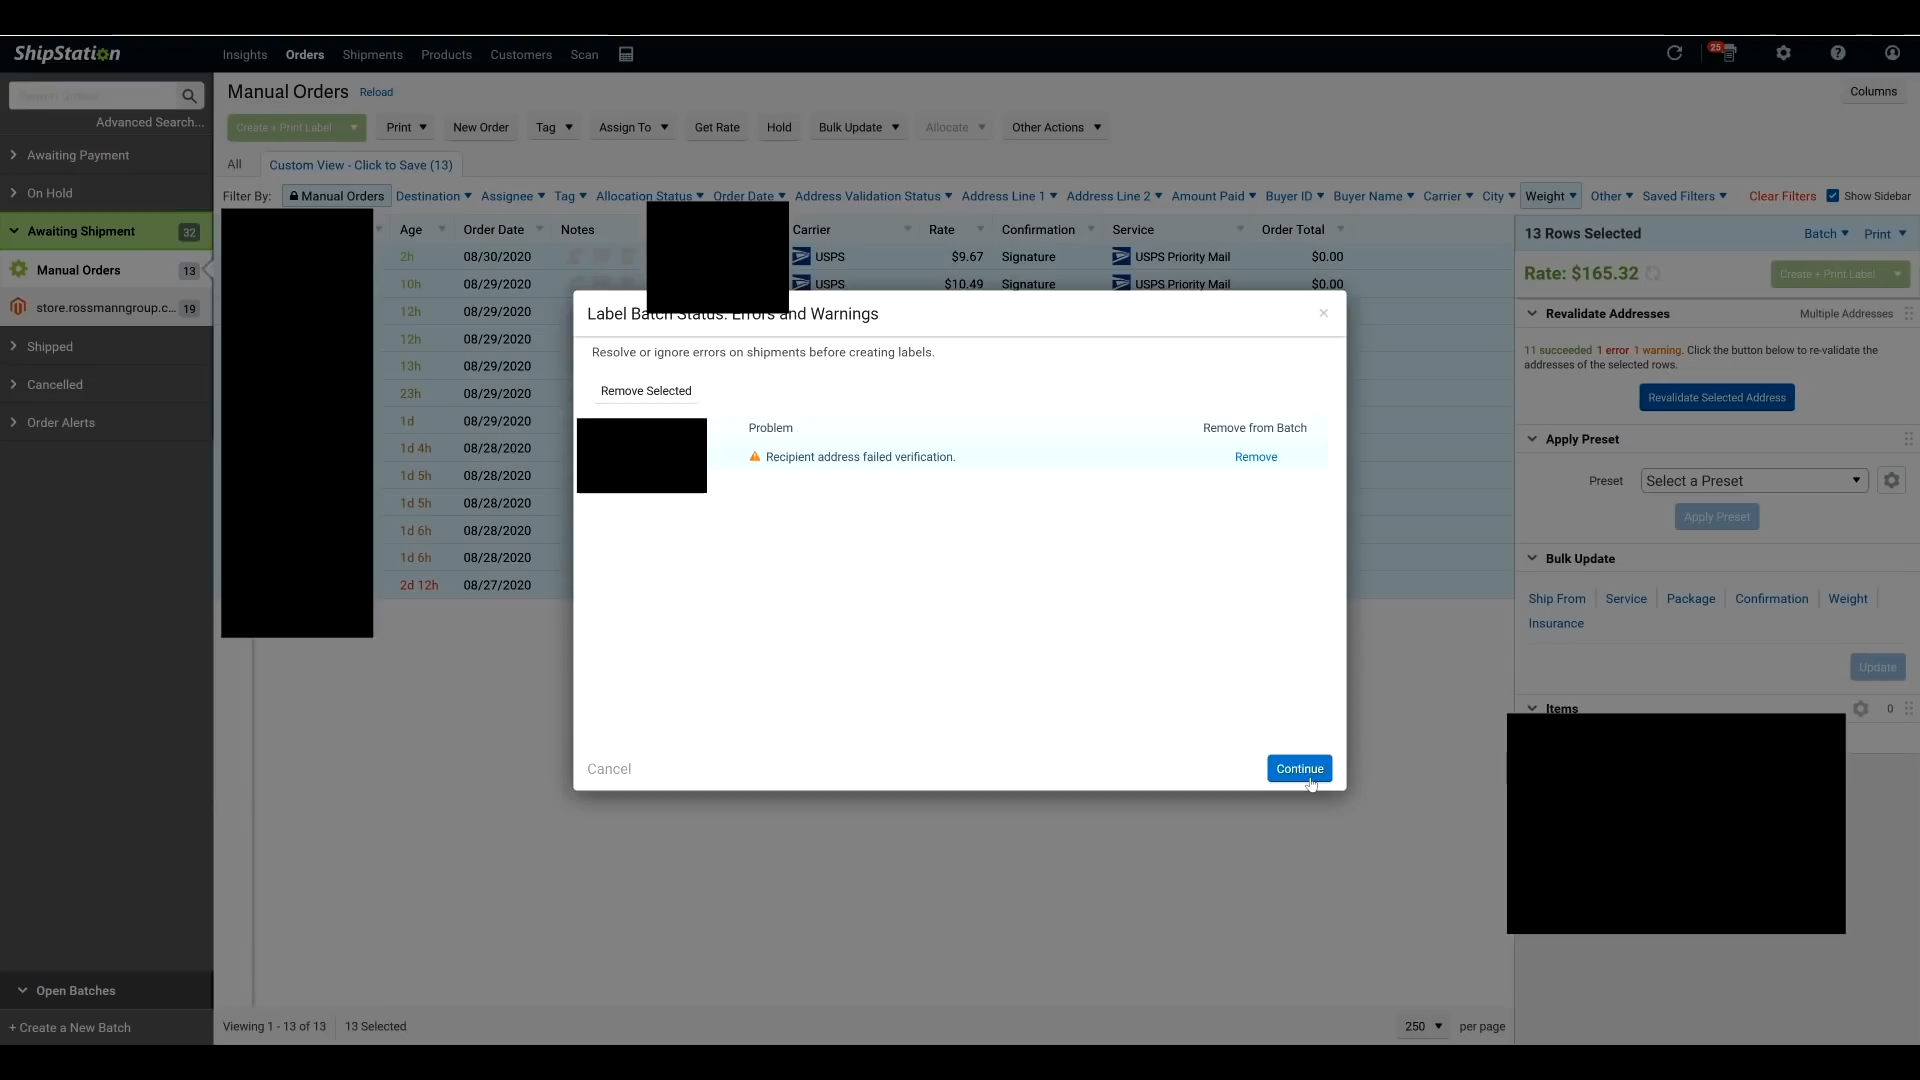 ShipStation
Insights Orders Shipments Products Customers Scan
25
Advanced Search...
Awaiting Payment
On Hold
Awaiting Shipment 32
Manual Orders 13
store.rossmanngroup.c... 19
Shipped
Cancelled
Order Alerts
Open Batches
+ Create a New Batch
Manual Orders Reload
Columns
Create + Print Label Print New Order Tag Assign To Get Rate Hold Bulk Update Allocate Other Actions
All Custom View - Click to Save (13)
Filter By: Manual Orders Destination Assignee Tag Allocation Status Order Date Address Validation Status Address Line 1 Address Line 2 Amount Paid Buyer ID Buyer Name Carrier City Weight Other Saved Filters Clear Filters Show Sidebar
Age Order Date Notes Carrier Rate Confirmation Service Order Total
2h 08/30/2020 USPS $9.67 Signature USPS Priority Mail $0.00
10h 08/29/2020 USPS $10.49 Signature USPS Priority Mail $0.00
12h 08/29/2020
12h 08/29/2020
13h 08/29/2020
23h 08/29/2020
1d 08/29/2020
1d 4h 08/28/2020
1d 5h 08/28/2020
1d 5h 08/28/2020
1d 6h 08/28/2020
1d 6h 08/28/2020
2d 12h 08/27/2020
Label Batch Status: Errors and Warnings
Resolve or ignore errors on shipments before creating labels.
Remove Selected
Problem Remove from Batch
Recipient address failed verification. Remove
Cancel Continue
13 Rows Selected Batch Print
Rate: $165.32 Create + Print Label
Revalidate Addresses Multiple Addresses
11 succeeded 1 error 1 warning. Click the button below to re-validate the
addresses of the selected rows.
Revalidate Selected Address
Apply Preset
Preset Select a Preset
Apply Preset
Bulk Update
Ship From Service Package Confirmation Weight
Insurance
Update
Items 0
Viewing 1 - 13 of 13 13 Selected
250 per page